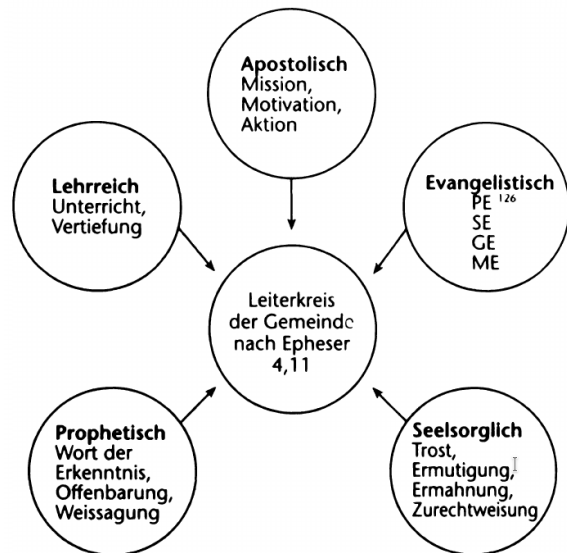 Apostolisch
Mission,
Motivation,
Aktion
Lehrreich
Unterricht,
Vertiefung
Evangelistisch
PE ¹²⁶
SE
GE
ME
Leiterkreis
der Gemeinde
nach Epheser
4,11
Prophetisch
Wort der
Erkenntnis,
Offenbarung,
Weissagung
Seelsorglich
Trost,
Ermutigung,
Ermahnung,
Zurechtweisung